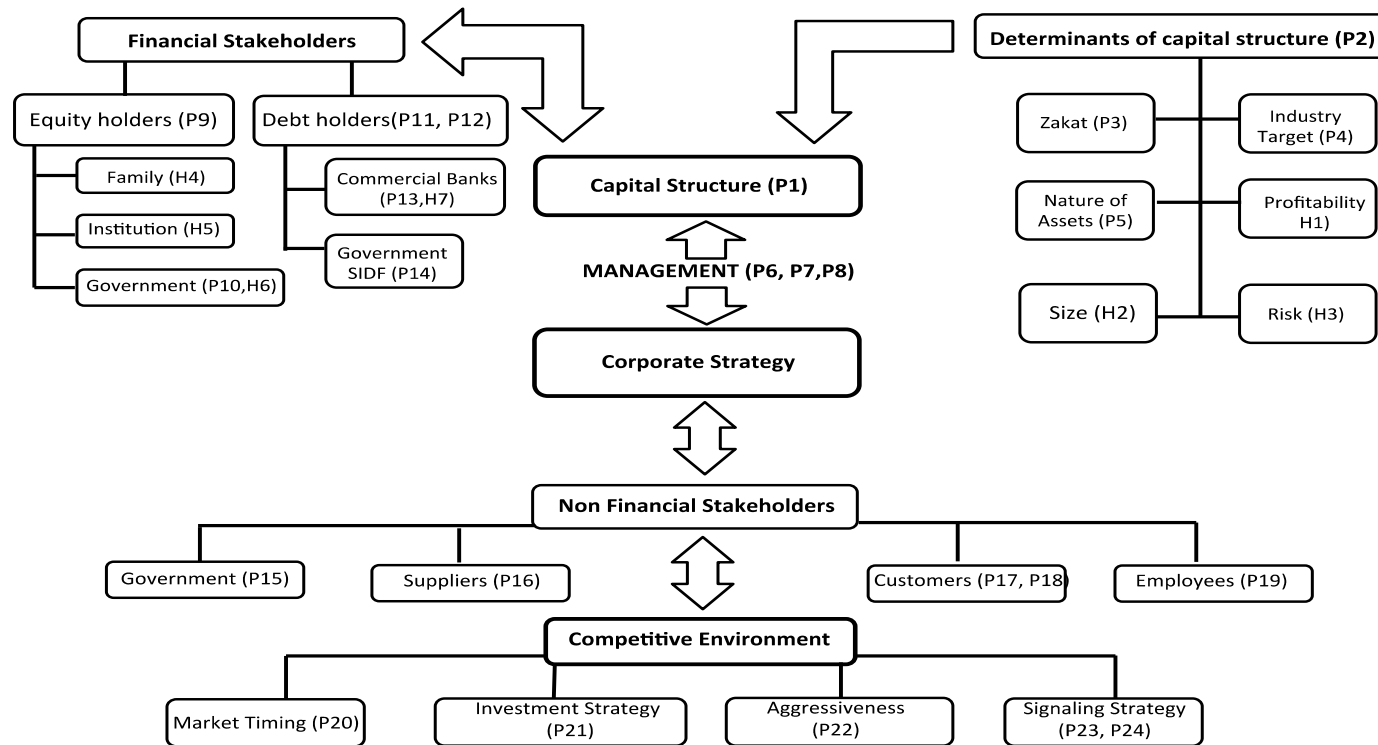 Financial Stakeholders
Equity holders (P9)
Family (H4)
Institution (H5)
Government (P10,H6)
Debt holders(P11, P12)
Commercial Banks
(P13,H7)
Government
SIDF (P14)
Determinants of capital structure (P2)
Zakat (P3)
Industry
Target (P4)
Nature of
Assets (P5)
Profitability
H1)
Size (H2)
Risk (H3)
Capital Structure (P1)
MANAGEMENT (P6, P7,P8)
Corporate Strategy
Non Financial Stakeholders
Government (P15)
Suppliers (P16)
Customers (P17, P18)
Employees (P19)
Competitive Environment
Market Timing (P20)
Investment Strategy
(P21)
Aggressiveness
(P22)
Signaling Strategy
(P23, P24)